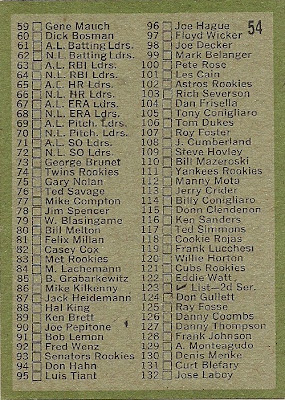 54
59 Gene Mauch
60 Dick Bosman
61 A.L. Batting Ldrs.
62 N.L. Batting Ldrs.
63 A.L. RBI Ldrs.
64 N.L. RBI Ldrs.
65 A.L. HR Ldrs.
66 N.L. HR Ldrs.
67 A.L. ERA Ldrs.
68 N.L. ERA Ldrs.
69 A.L. Pitch. Ldrs.
70 N.L. Pitch. Ldrs.
71 A.L. SO Ldrs.
72 N.L. SO Ldrs.
73 George Brunet
74 Twins Rookies
75 Gary Nolan
76 Ted Savage
77 Mike Compton
78 Jim Spencer
79 W. Blasingame
80 Bill Melton
81 Felix Millan
82 Casey Cox
83 Met Rookies
84 M. Lachemann
85 B. Grabarkewitz
86 Mike Kilkenny
87 Jack Heidemann
88 Hal King
89 Ken Brett
90 Joe Pepitone
91 Bob Lemon
92 Fred Wenz
93 Senators Rookies
94 Don Hahn
95 Luis Tiant
96 Joe Hague
97 Floyd Wicker
98 Joe Decker
99 Mark Belanger
100 Pete Rose
101 Les Cain
102 Astros Rookies
103 Rich Severson
104 Dan Frisella
105 Tony Conigliaro
106 Tom Dukes
107 Roy Foster
108 J. Cumberland
109 Steve Hovley
110 Bill Mazeroski
111 Yankees Rookies
112 Manny Mota
113 Jerry Crider
114 Billy Conigliaro
115 Donn Clendenon
116 Ken Sanders
117 Ted Simmons
118 Cookie Rojas
119 Frank Lucchesi
120 Willie Horton
121 Cubs Rookies
122 Eddie Watt
123 ✓ List—2d Ser.
124 Don Gullett
125 Ray Fosse
126 Danny Coombs
127 Danny Thompson
128 Frank Johnson
129 A. Monteagudo
130 Denis Menke
131 Curt Blefary
132 Jose Laboy